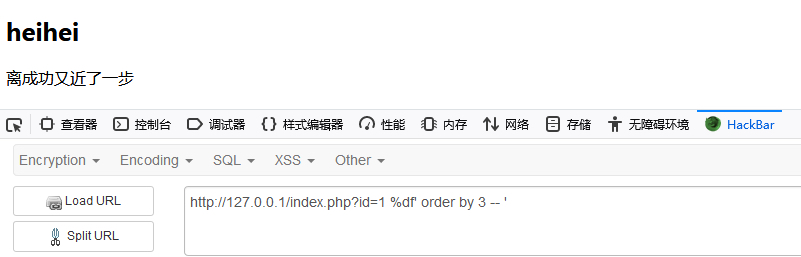 heihei
离成功又近了一步
查看器 控制台 调试器 样式编辑器 性能 内存 网络 存储 无障碍环境 HackBar
Encryption Encoding SQL XSS Other
Load URL http://127.0.0.1/index.php?id=1 %df' order by 3 -- '
Split URL